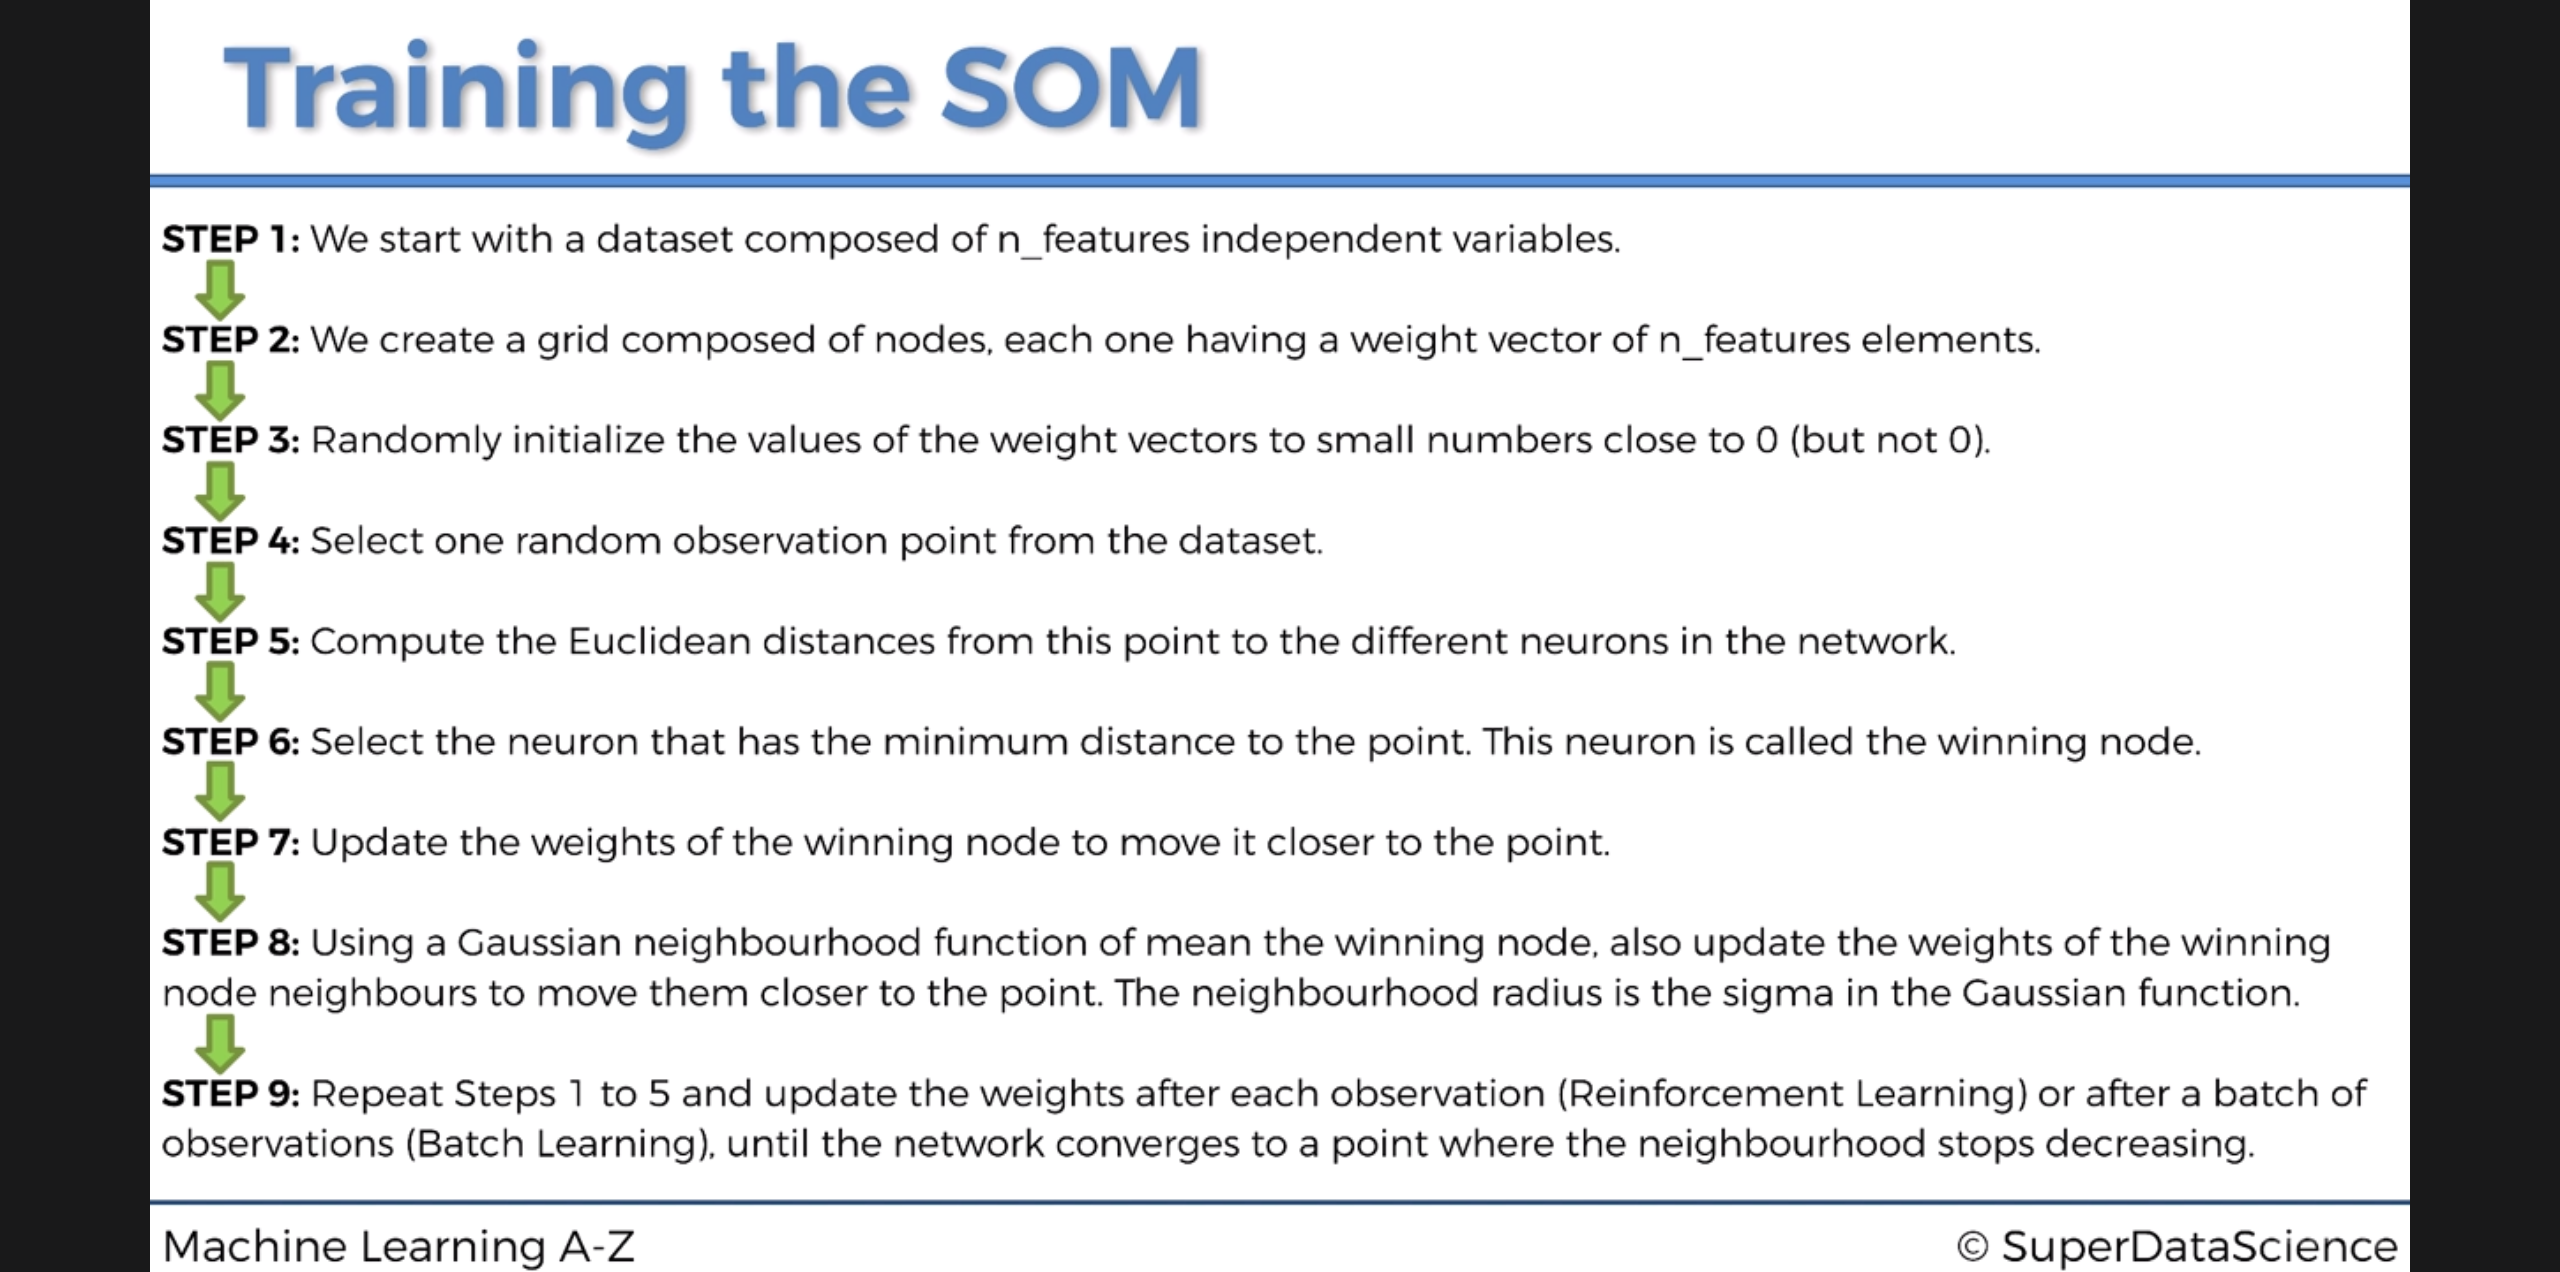 Training the SOM
STEP 1: We start with a dataset composed of n_features independent variables.
STEP 2: We create a grid composed of nodes, each one having a weight vector of n_features elements.
STEP 3: Randomly initialize the values of the weight vectors to small numbers close to 0 (but not 0).
STEP 4: Select one random observation point from the dataset.
STEP 5: Compute the Euclidean distances from this point to the different neurons in the network.
STEP 6: Select the neuron that has the minimum distance to the point. This neuron is called the winning node.
STEP 7: Update the weights of the winning node to move it closer to the point.
STEP 8: Using a Gaussian neighbourhood function of mean the winning node, also update the weights of the winning
node neighbours to move them closer to the point. The neighbourhood radius is the sigma in the Gaussian function.
STEP 9: Repeat Steps 1 to 5 and update the weights after each observation (Reinforcement Learning) or after a batch of
observations (Batch Learning), until the network converges to a point where the neighbourhood stops decreasing.
Machine Learning A-Z
© SuperDataScience